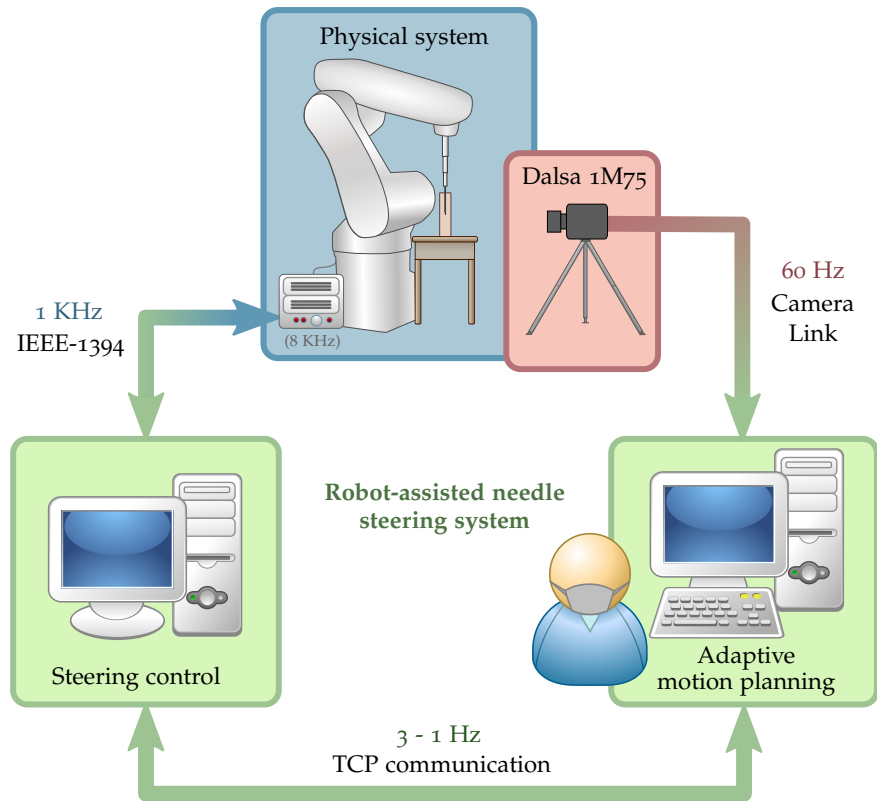 Physical system
Dalsa 1M75
60 Hz
Camera
Link
1 KHz
IEEE-1394
(8 KHz)
Robot-assisted needle
steering system
Steering control
Adaptive
motion planning
3 - 1 Hz
TCP communication